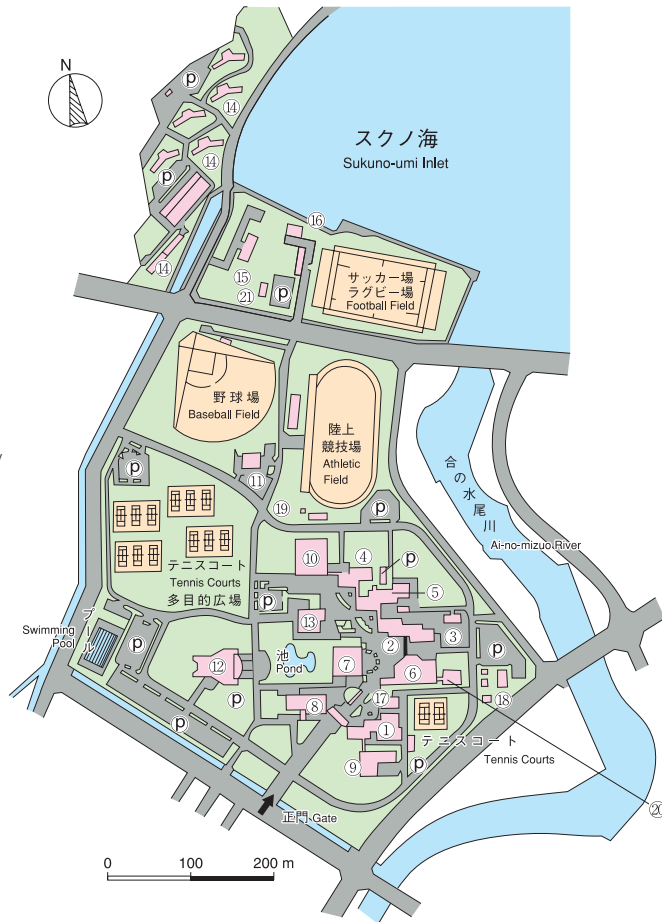 N
p
⑭
スクノ海
Sukuno-umi Inlet
⑭
p
⑯
⑭
⑮
㉑
p
サッカー場
ラグビー場
Football Field
野球場
Baseball Field
陸上
競技場
Athletic
Field
合の水尾川
Ai-no-mizuo River
p
⑪
⑲
p
テニスコート
Tennis Courts
多目的広場
⑩
④
p
⑤
p
⑬
プール
Swimming
Pool
p
池
Pond
⑦
②
③
p
⑫
⑥
p
⑧
⑰
⑱
p
①
テニスコート
Tennis Courts
⑨
p
⑳
正門 Gate
0 100 200 m